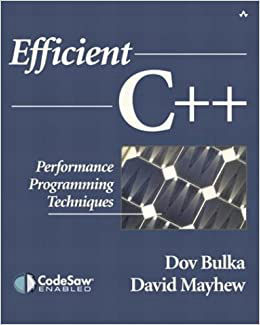 Efficient
C++
Performance
Programming
Techniques
Dov Bulka
David Mayhew
CodeSaw
ENABLED